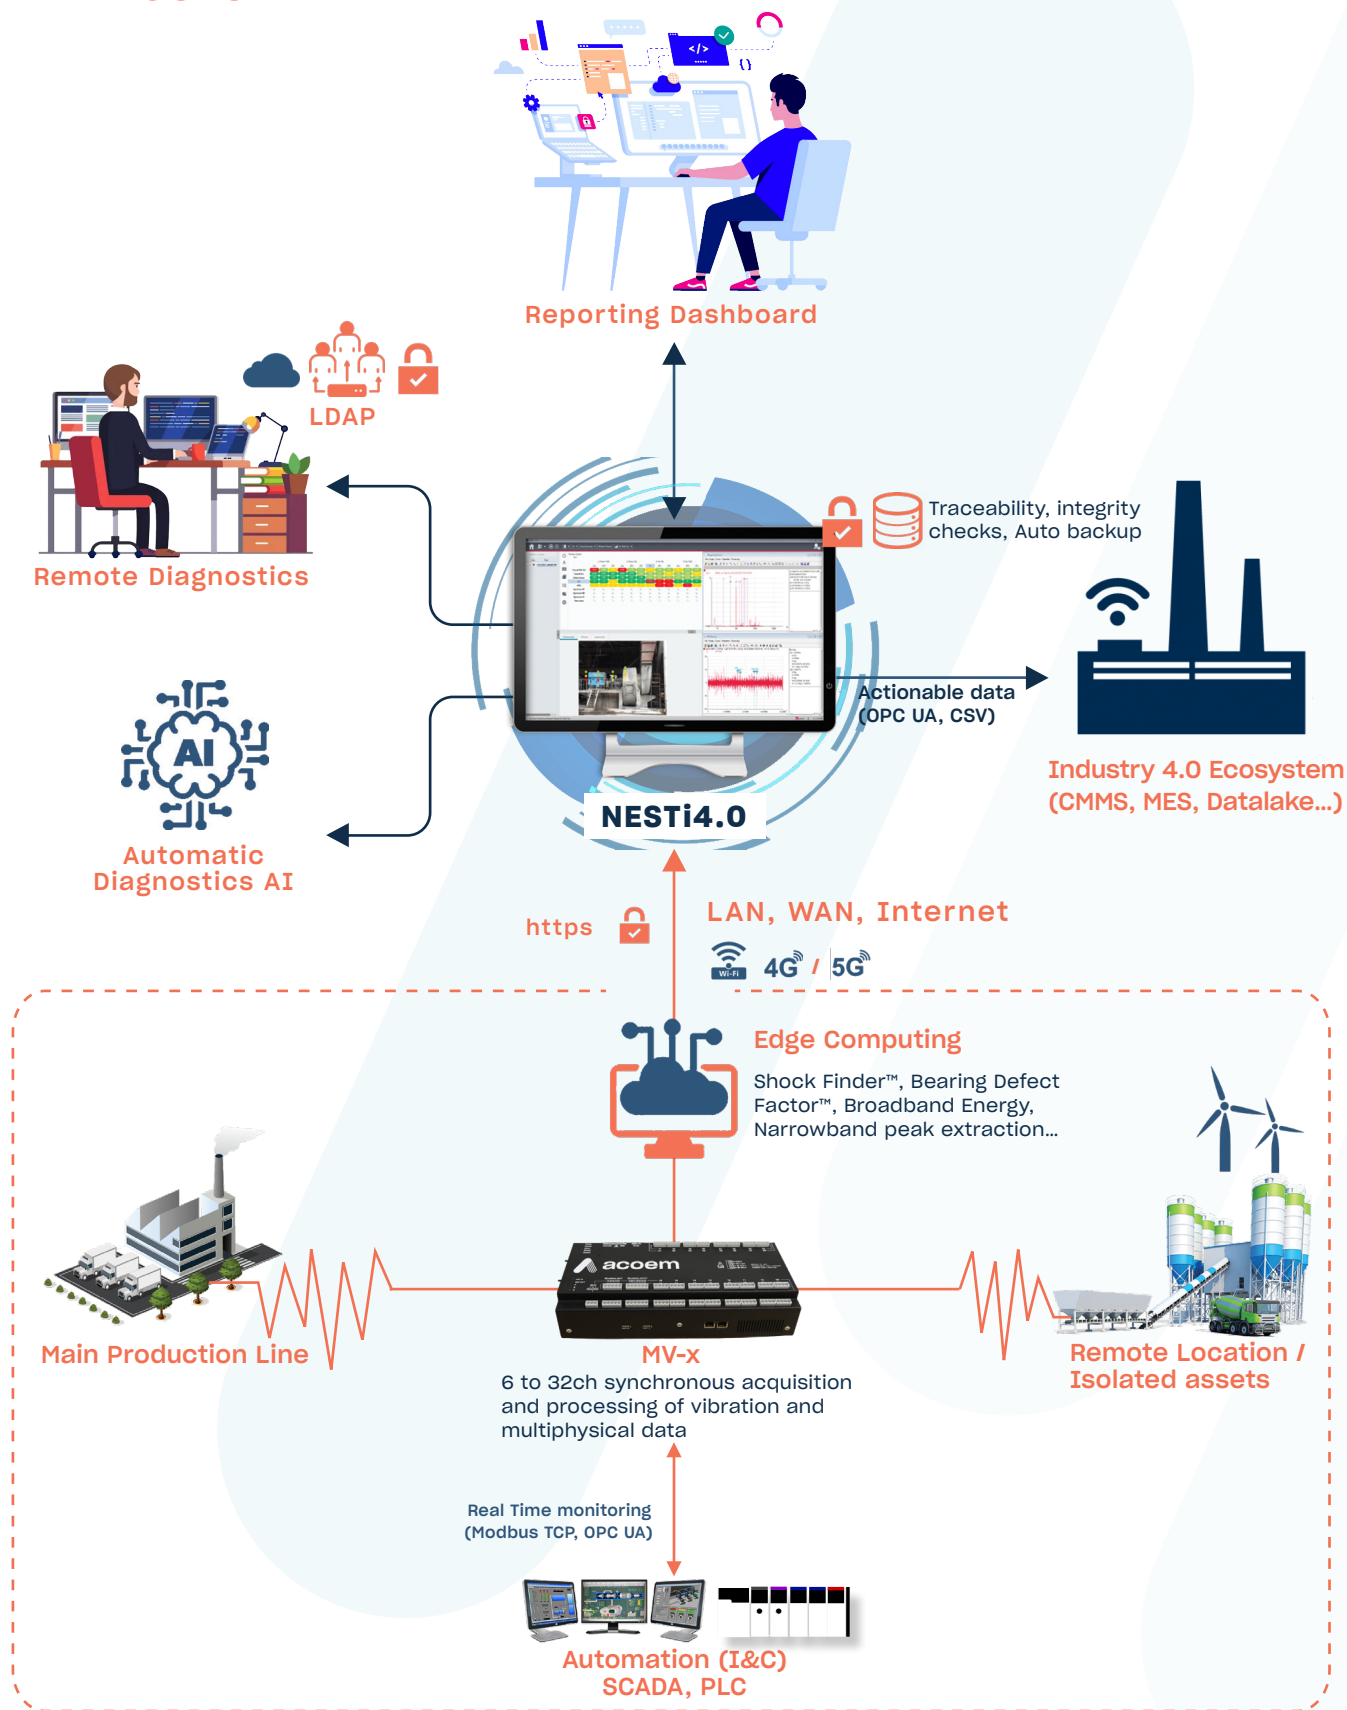 </>
{}
Reporting Dashboard
LDAP
Remote Diagnostics
Traceability, integrity
checks, Auto backup
Actionable data
(OPC UA, CSV)
Industry 4.0 Ecosystem
(CMMS, MES, Datalake...)
AI
Automatic
Diagnostics AI
NESTi4.0
https
LAN, WAN, Internet
Wi-Fi 4G / 5G
Edge Computing
Shock Finder™, Bearing Defect
Factor™, Broadband Energy,
Narrowband peak extraction...
Main Production Line
acoem
MV-x
6 to 32ch synchronous acquisition
and processing of vibration and
multiphysical data
Remote Location /
Isolated assets
Real Time monitoring
(Modbus TCP, OPC UA)
Automation (I&C)
SCADA, PLC